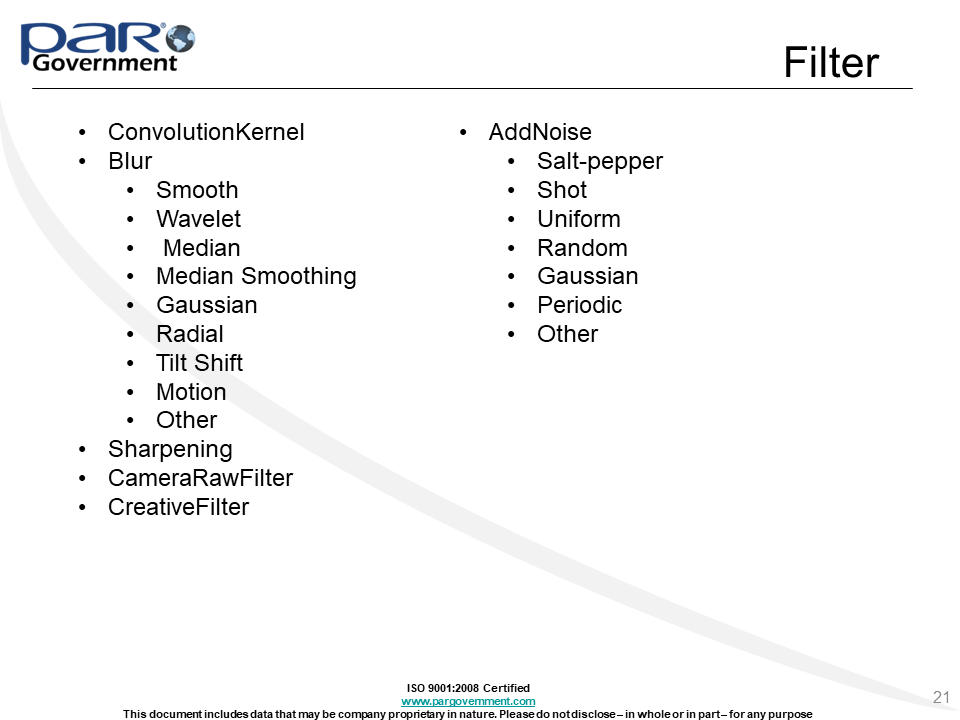 PAR® Government
Filter
• ConvolutionKernel
• Blur
• Smooth
• Wavelet
• Median
• Median Smoothing
• Gaussian
• Radial
• Tilt Shift
• Motion
• Other
• Sharpening
• CameraRawFilter
• CreativeFilter
• AddNoise
• Salt-pepper
• Shot
• Uniform
• Random
• Gaussian
• Periodic
• Other
ISO 9001:2008 Certified
www.pargovernment.com
This document includes data that may be company proprietary in nature. Please do not disclose – in whole or in part – for any purpose
21